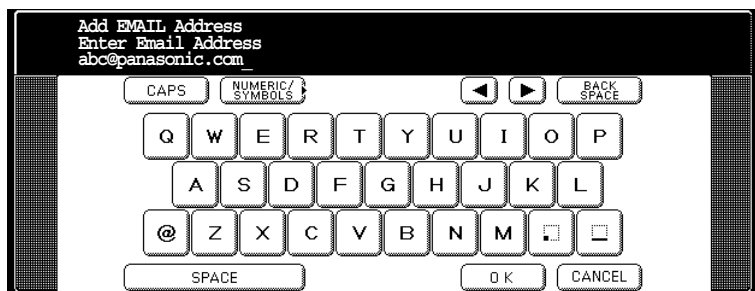 Add EMAIL Address
Enter Email Address
abc@panasonic.com_
CAPS NUMERIC/ SYMBOLS ◀ ▶ BACK SPACE
Q W E R T Y U I O P
A S D F G H J K L
@ Z X C V B N M . _
SPACE OK CANCEL